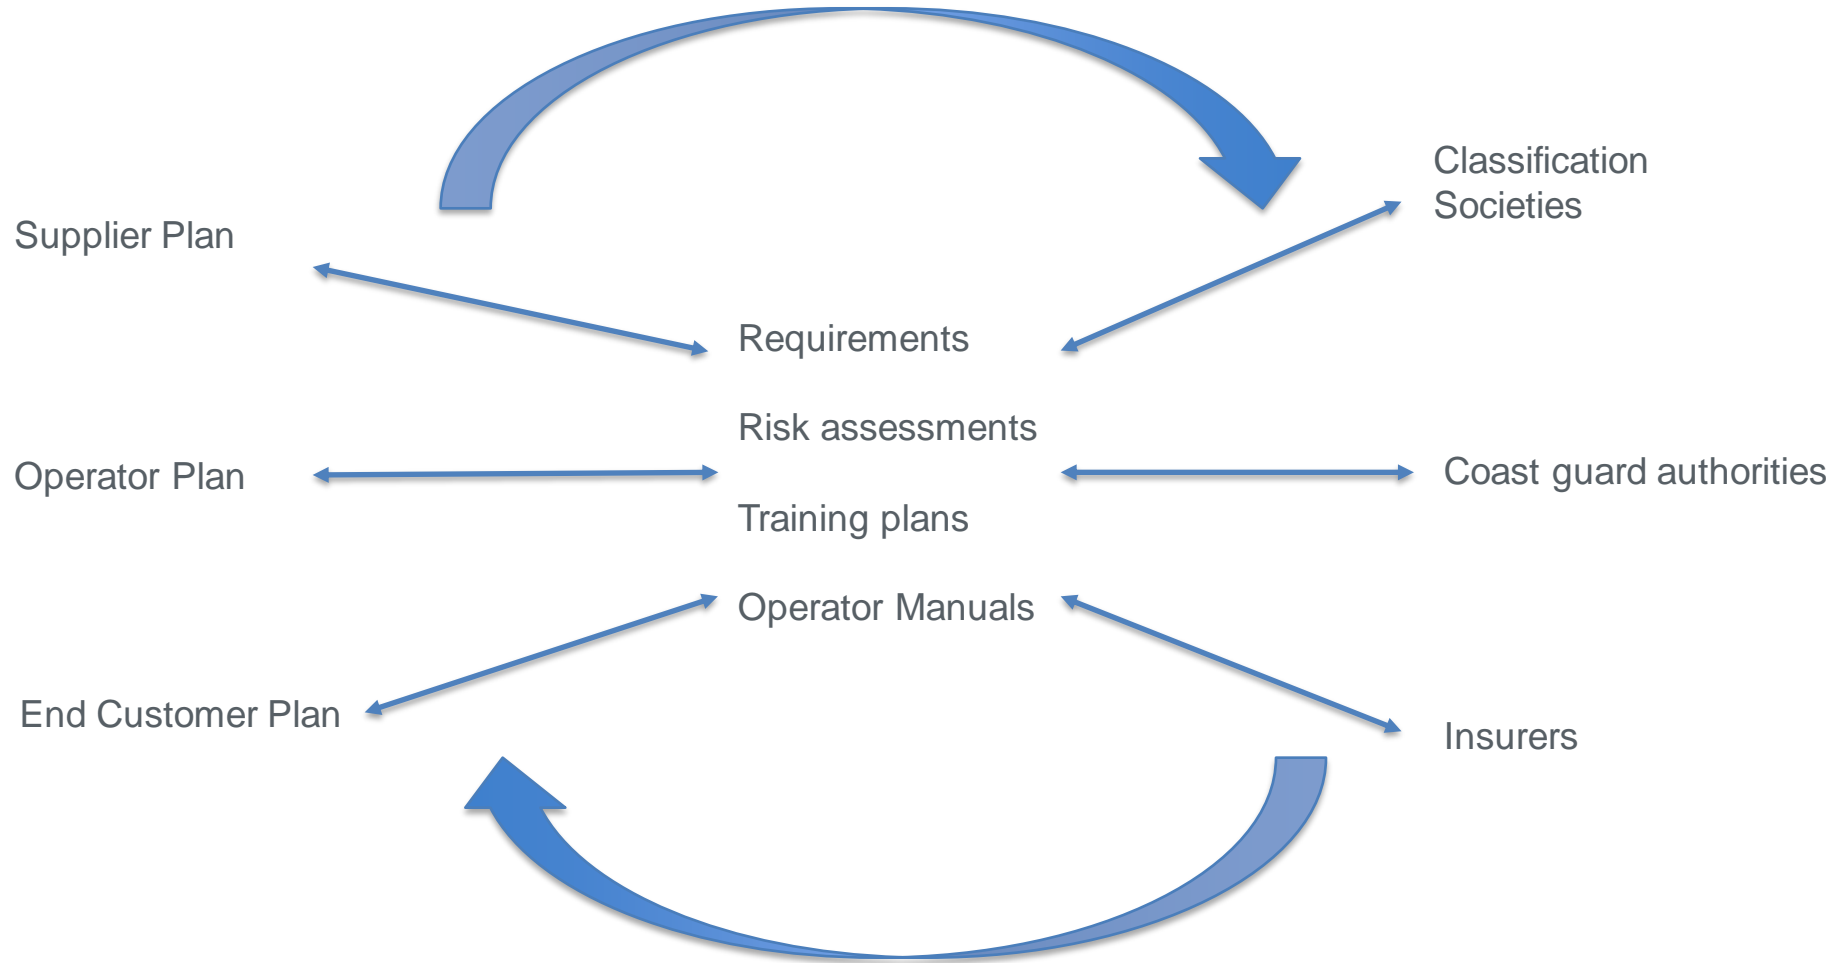 Supplier Plan
Operator Plan
End Customer Plan
Requirements
Risk assessments
Training plans
Operator Manuals
Classification
Societies
Coast guard authorities
Insurers